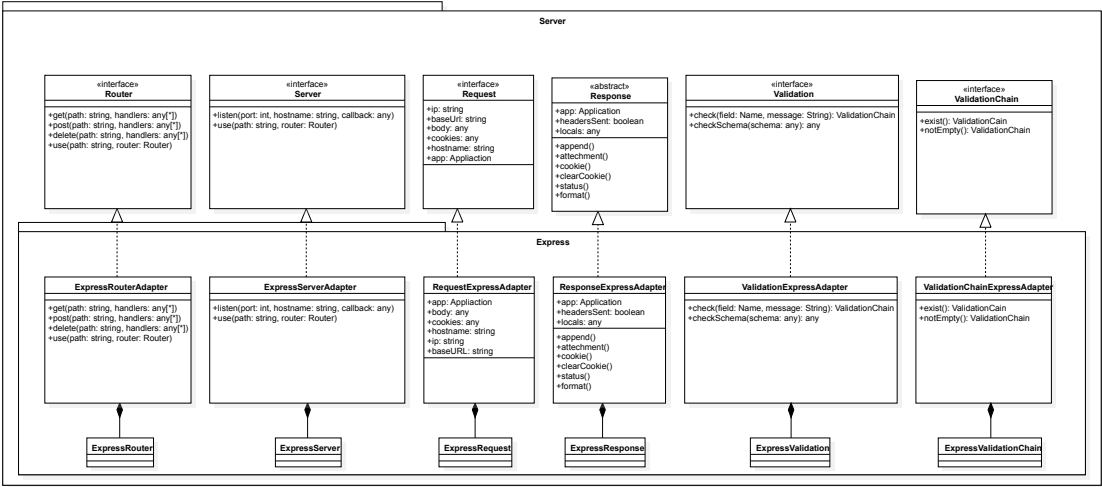 Server
«interface»
Router
+get(path: string, handlers: any[*])
+post(path: string, handlers: any[*])
+delete(path: string, handlers: any[*])
+use(path: string, router: Router)
«interface»
Server
+listen(port: int, hostname: string, callback: any)
+use(path: string, router: Router)
«interface»
Request
+ip: string
+baseUrl: string
+body: any
+cookies: any
+hostname: string
+app: Appliaction
«abstract»
Response
+app: Application
+headersSent: boolean
+locals: any
+append()
+attechment()
+cookie()
+clearCookie()
+status()
+format()
«interface»
Validation
+check(field: Name, message: String): ValidationChain
+checkSchema(schema: any): any
«interface»
ValidationChain
+exist(): ValidationCain
+notEmpty(): ValidationChain
Express
ExpressRouterAdapter
+get(path: string, handlers: any[*])
+post(path: string, handlers: any[*])
+delete(path: string, handlers: any[*])
+use(path: string, router: Router)
ExpressServerAdapter
+listen(port: int, hostname: string, callback: any)
+use(path: string, router: Router)
RequestExpressAdapter
+app: Appliaction
+body: any
+cookies: any
+hostname: string
+ip: string
+baseURL: string
ResponseExpressAdapter
+app: Application
+headersSent: boolean
+locals: any
+append()
+attechment()
+cookie()
+clearCookie()
+status()
+format()
ValidationExpressAdapter
+check(field: Name, message: String): ValidationChain
+checkSchema(schema: any): any
ValidationChainExpressAdapter
+exist(): ValidationCain
+notEmpty(): ValidationChain
ExpressRouter
ExpressServer
ExpressRequest
ExpressResponse
ExpressValidation
ExpressValidationChain